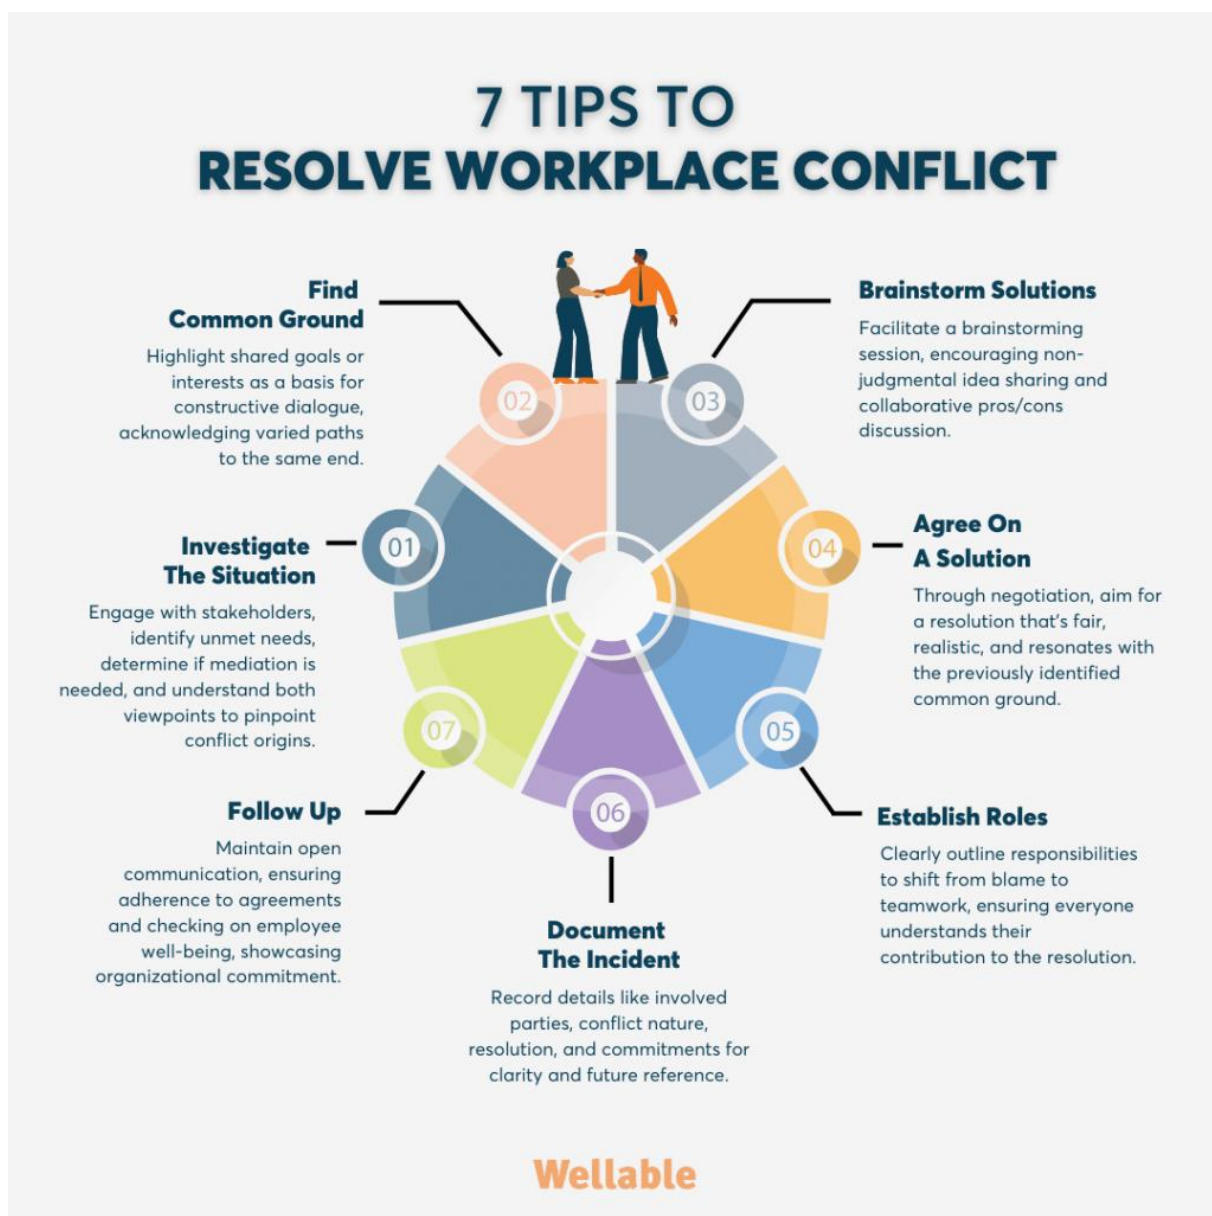 7 TIPS TO
RESOLVE WORKPLACE CONFLICT
01
Investigate
The Situation
Engage with stakeholders,
identify unmet needs,
determine if mediation is
needed, and understand both
viewpoints to pinpoint
conflict origins.
02
Find
Common Ground
Highlight shared goals or
interests as a basis for
constructive dialogue,
acknowledging varied paths
to the same end.
03
Brainstorm Solutions
Facilitate a brainstorming
session, encouraging non-
judgmental idea sharing and
collaborative pros/cons
discussion.
04
Agree On
A Solution
Through negotiation, aim for
a resolution that's fair,
realistic, and resonates with
the previously identified
common ground.
05
Establish Roles
Clearly outline responsibilities
to shift from blame to
teamwork, ensuring everyone
understands their
contribution to the resolution.
06
Document
The Incident
Record details like involved
parties, conflict nature,
resolution, and commitments for
clarity and future reference.
07
Follow Up
Maintain open
communication, ensuring
adherence to agreements
and checking on employee
well-being, showcasing
organizational commitment.
Wellable